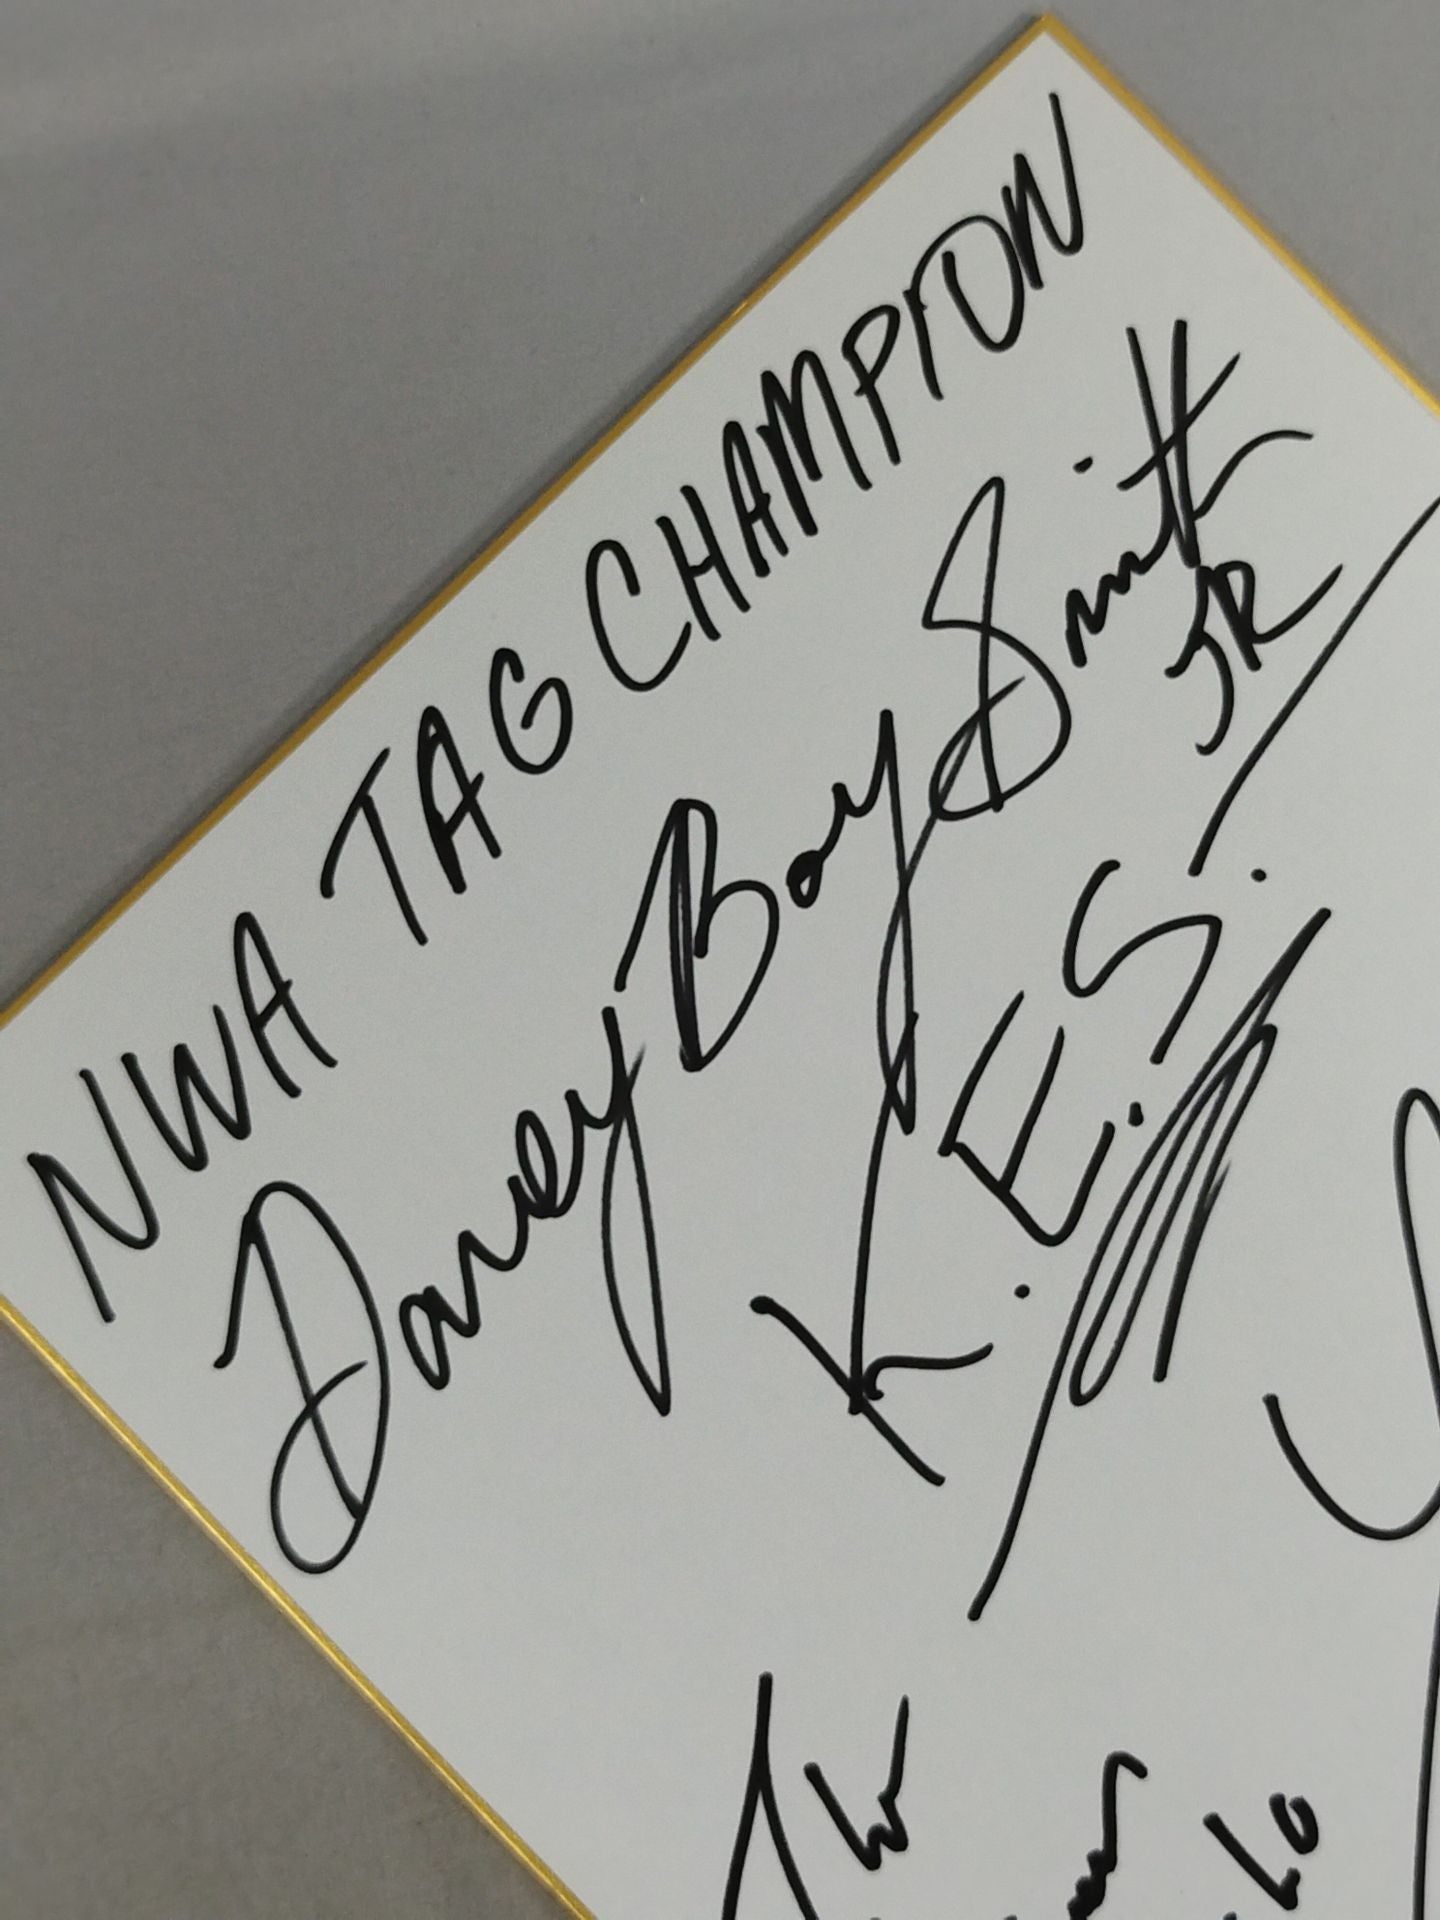 NWA TAG CHAMPION
Davey Boy Smith
JR
K.E.S.